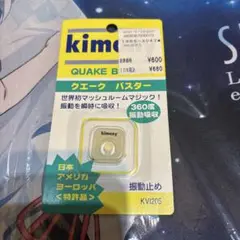 kimony
¥600
¥660
QUAKE B
クエーク バスター
世界初マッシュルームマジック!
振動を瞬時に吸収!
360度
振動吸収
kimony
日本
アメリカ
ヨーロッパ
<特許品>
振動止め
KVI205
S
L
e